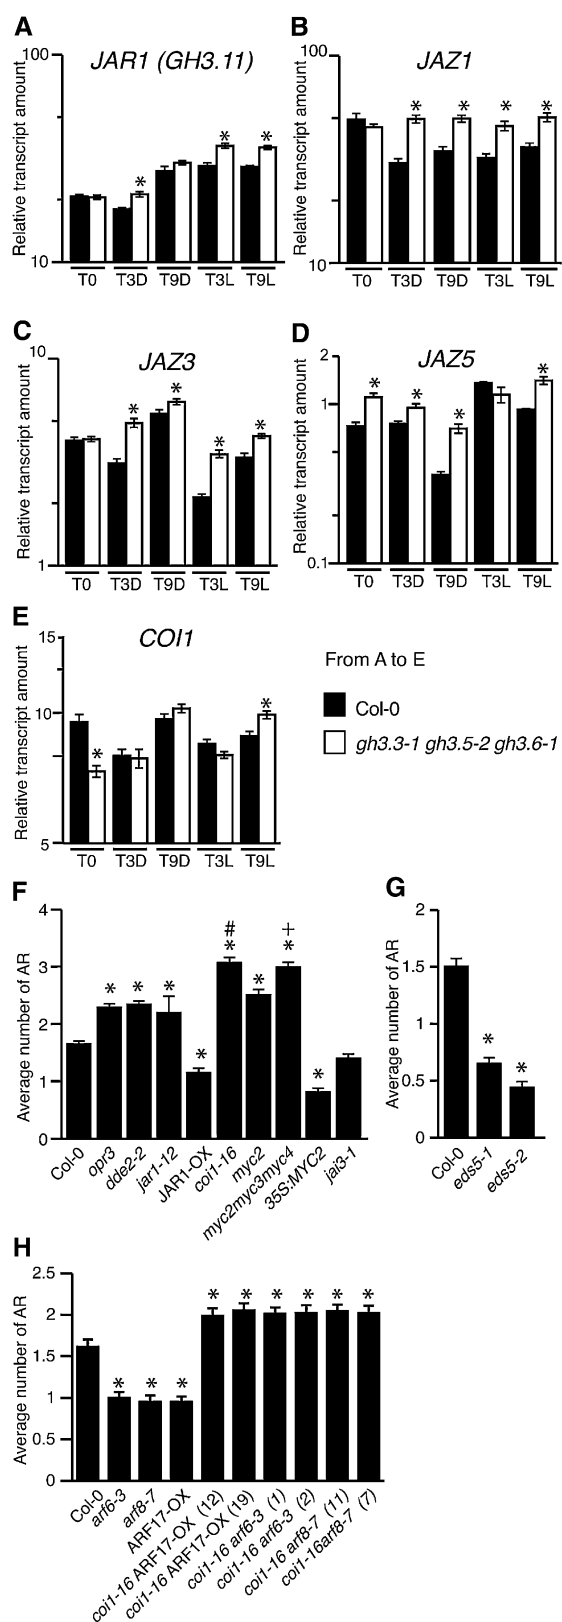 A
JAR1 (GH3.11)
Relative transcript amount
100
10
T0 T3D T9D T3L T9L
B
JAZ1
Relative transcript amount
100
10
* * * *
T0 T3D T9D T3L T9L
* * *
C
JAZ3
Relative transcript amount
10
1
* * * *
T0 T3D T9D T3L T9L
D
JAZ5
Relative transcript amount
2
1
0.1
* * * *
T0 T3D T9D T3L T9L
E
COI1
Relative transcript amount
15
10
5
* *
T0 T3D T9D T3L T9L
From A to E
Col-0
gh3.3-1 gh3.5-2 gh3.6-1
F
Average number of AR
4
3
2
1
0
# +
* * * * * * * *
Col-0
opr3
dde2-2
jar1-12
JAR1-OX
coi1-16
myc2
myc2myc3myc4
35S:MYC2
jai3-1
G
Average number of AR
2
1.5
1
0.5
0
* *
Col-0
eds5-1
eds5-2
H
Average number of AR
2.5
2
1.5
1
0.5
0
* * * * * * * * *
Col-0
arf6-3
arf8-7
ARF17-OX
coi1-16 ARF17-OX (12)
coi1-16 ARF17-OX (19)
coi1-16 arf6-3 (1)
coi1-16 arf6-3 (2)
coi1-16 arf8-7 (11)
coi1-16arf8-7 (7)